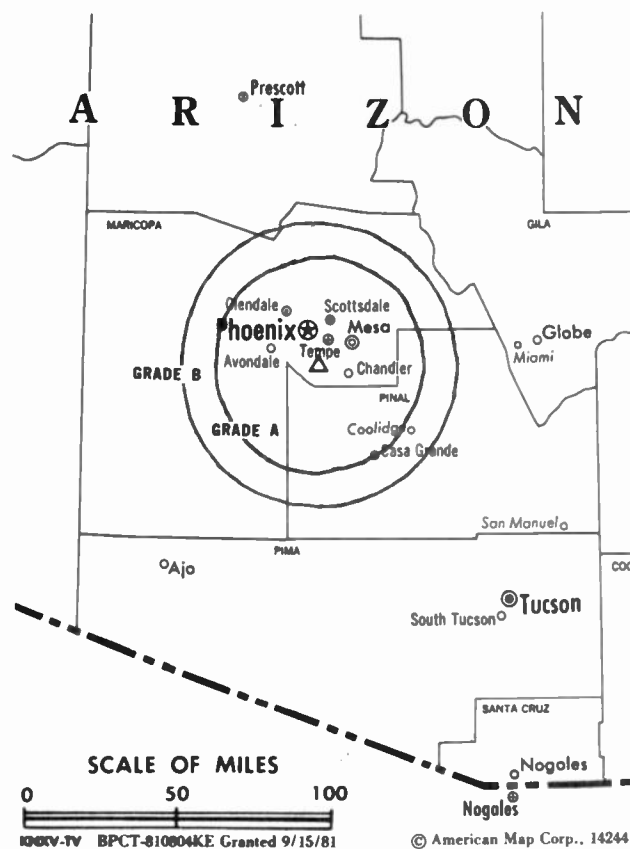 Prescott
A R I Z O N
MARICOPA
GILA
Glendale
Scottsdale
Phoenix
Mesa
Globe
Tempe
Miami
Avondale
Chandler
GRADE B
PINAL
GRADE A
Coolidge
Casa Grande
San Manuel
PIMA
COC
Ajo
Tucson
South Tucson
SANTA CRUZ
SCALE OF MILES
Nogales
0 50 100
Nogales
BPCT-810804KE Granted 9/15/81
© American Map Corp., 14244